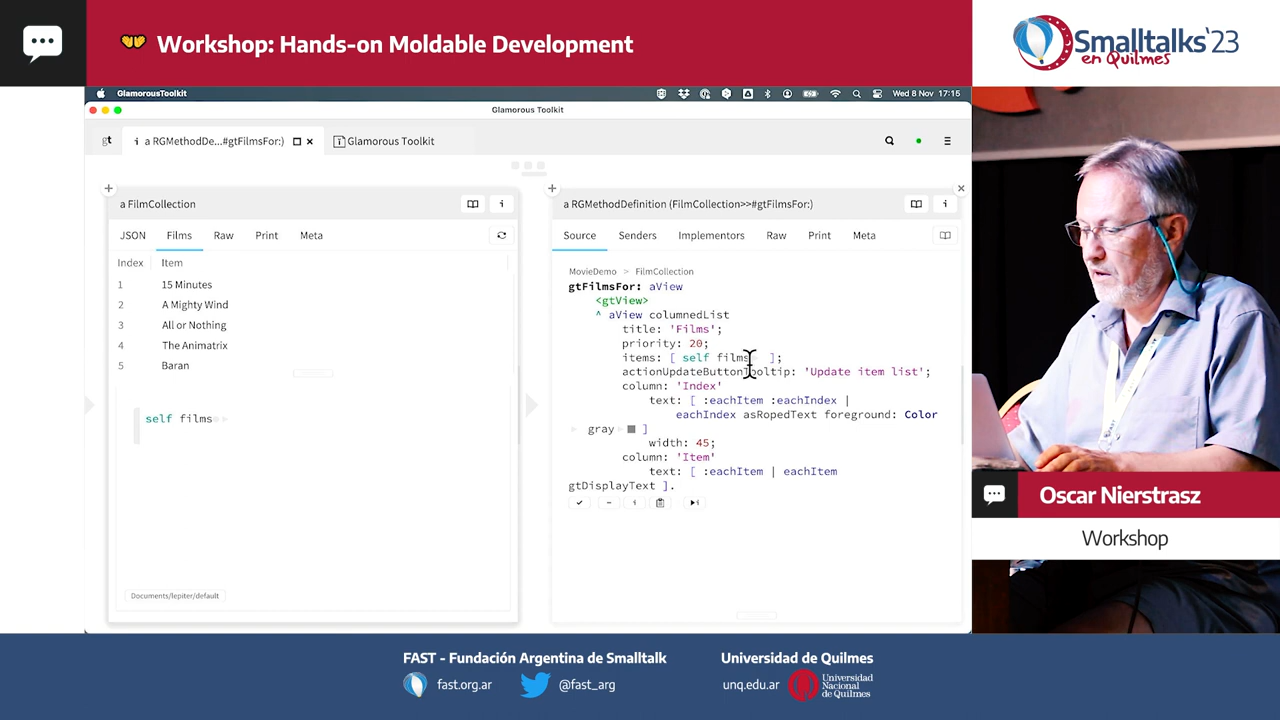 Workshop: Hands-on Moldable Development
Smalltalks'23
en Quilmes
GlamorousToolkit
Wed 8 Nov 17:15
Glamorous Toolkit
gt
i a RGMethodDe...#gtFilmsFor:)
i Glamorous Toolkit
a FilmCollection
i
JSON Films Raw Print Meta
Index Item
1 15 Minutes
2 A Mighty Wind
3 All or Nothing
4 The Animatrix
5 Baran
self films
Documents/lepiter/default
a RGMethodDefinition (FilmCollection>>#gtFilmsFor:)
i
Source Senders Implementors Raw Print Meta
MovieDemo > FilmCollection
gtFilmsFor: aView
<gtView>
^ aView columnedList
title: 'Films';
priority: 20;
items: [ self films ];
actionUpdateButtonTooltip: 'Update item list';
column: 'Index'
text: [ :eachItem :eachIndex |
eachIndex asRopedText foreground: Color
gray ]
width: 45;
column: 'Item'
text: [ :eachItem | eachItem
gtDisplayText ].
Oscar Nierstrasz
Workshop
FAST - Fundación Argentina de Smalltalk
fast.org.ar @fast_arg
Universidad de Quilmes
unq.edu.ar
Universidad
Nacional
de Quilmes